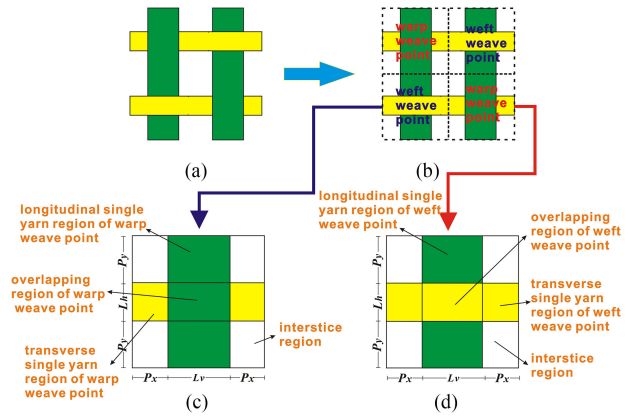 warp
weave
point
weft
weave
point
weft
weave
point
warp
weave
point
(a)
(b)
longitudinal single
yarn region of warp
weave point
overlapping
region of warp
weave point
transverse
single yarn
region of warp
weave point
interstice
region
Py
Lh
Py
Px
Lv
Px
(c)
longitudinal single
yarn region of weft
weave point
overlapping
region of weft
weave point
transverse
single yarn
region of weft
weave point
interstice
region
Py
Lh
Py
Px
Lv
Px
(d)